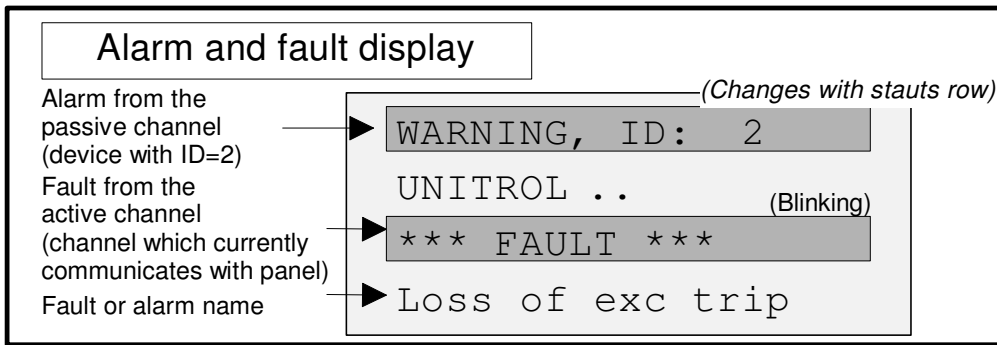 Alarm and fault display
Alarm from the
passive channel
(device with ID=2)
Fault from the
active channel
(channel which currently
communicates with panel)
Fault or alarm name
(Changes with stauts row)
WARNING, ID: 2
UNITROL ..
(Blinking)
*** FAULT ***
Loss of exc trip